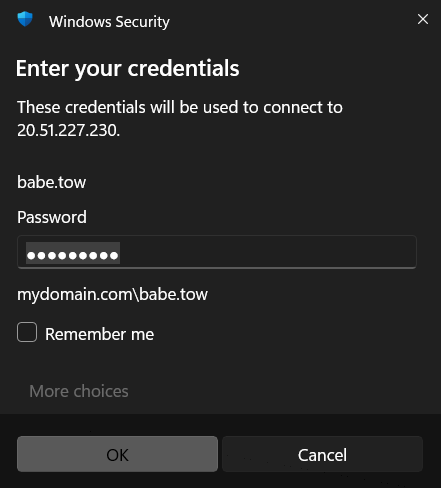 Windows Security
Enter your credentials
These credentials will be used to connect to
20.51.227.230.
babe.tow
Password
●●●●●●●●●
mydomain.com\babe.tow
Remember me
More choices
OK
Cancel